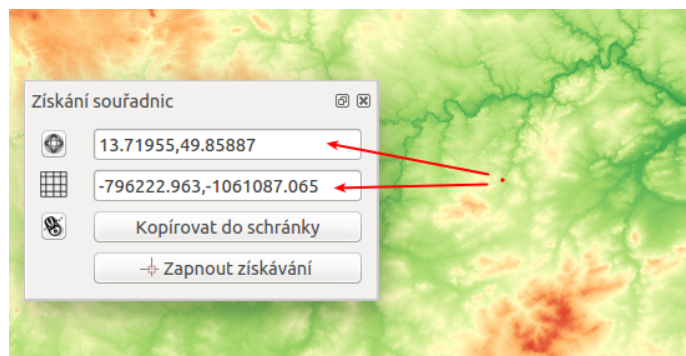 Získání souřadnic
13.71955,49.85887
-796222.963,-1061087.065
Kopírovat do schránky
Zapnout získávání